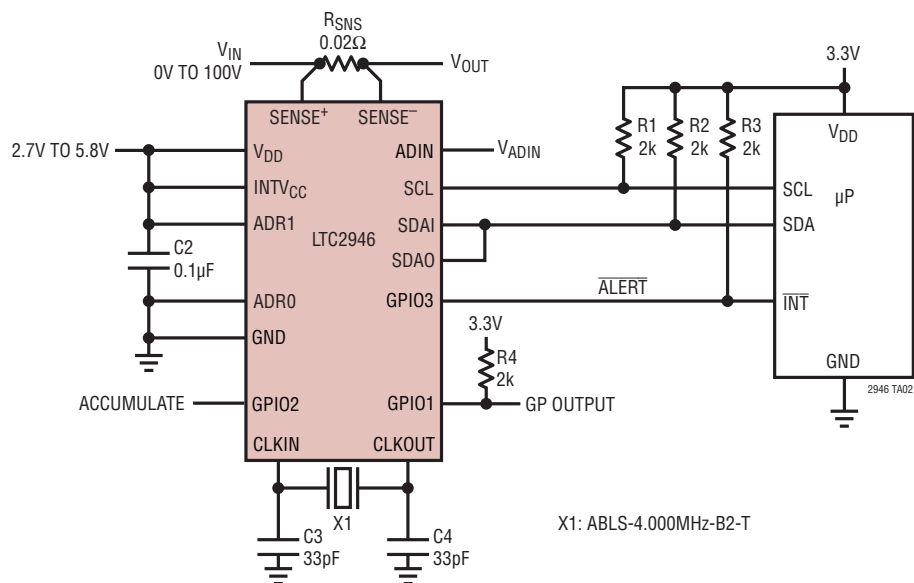 RSNS
0.02Ω
VIN
0V TO 100V
VOUT
3.3V
SENSE+
SENSE–
2.7V TO 5.8V
VDD
INTVCC
ADR1
C2
0.1µF
ADR0
GND
ACCUMULATE
GPIO2
CLKIN
LTC2946
ADIN
VADIN
SCL
SDAI
SDAO
GPIO3
ALERT
3.3V
R4
2k
GPIO1
GP OUTPUT
CLKOUT
R1
2k
R2
2k
R3
2k
VDD
SCL
µP
SDA
INT
GND
2946 TA02
X1
C3
33pF
C4
33pF
X1: ABLS-4.000MHz-B2-T